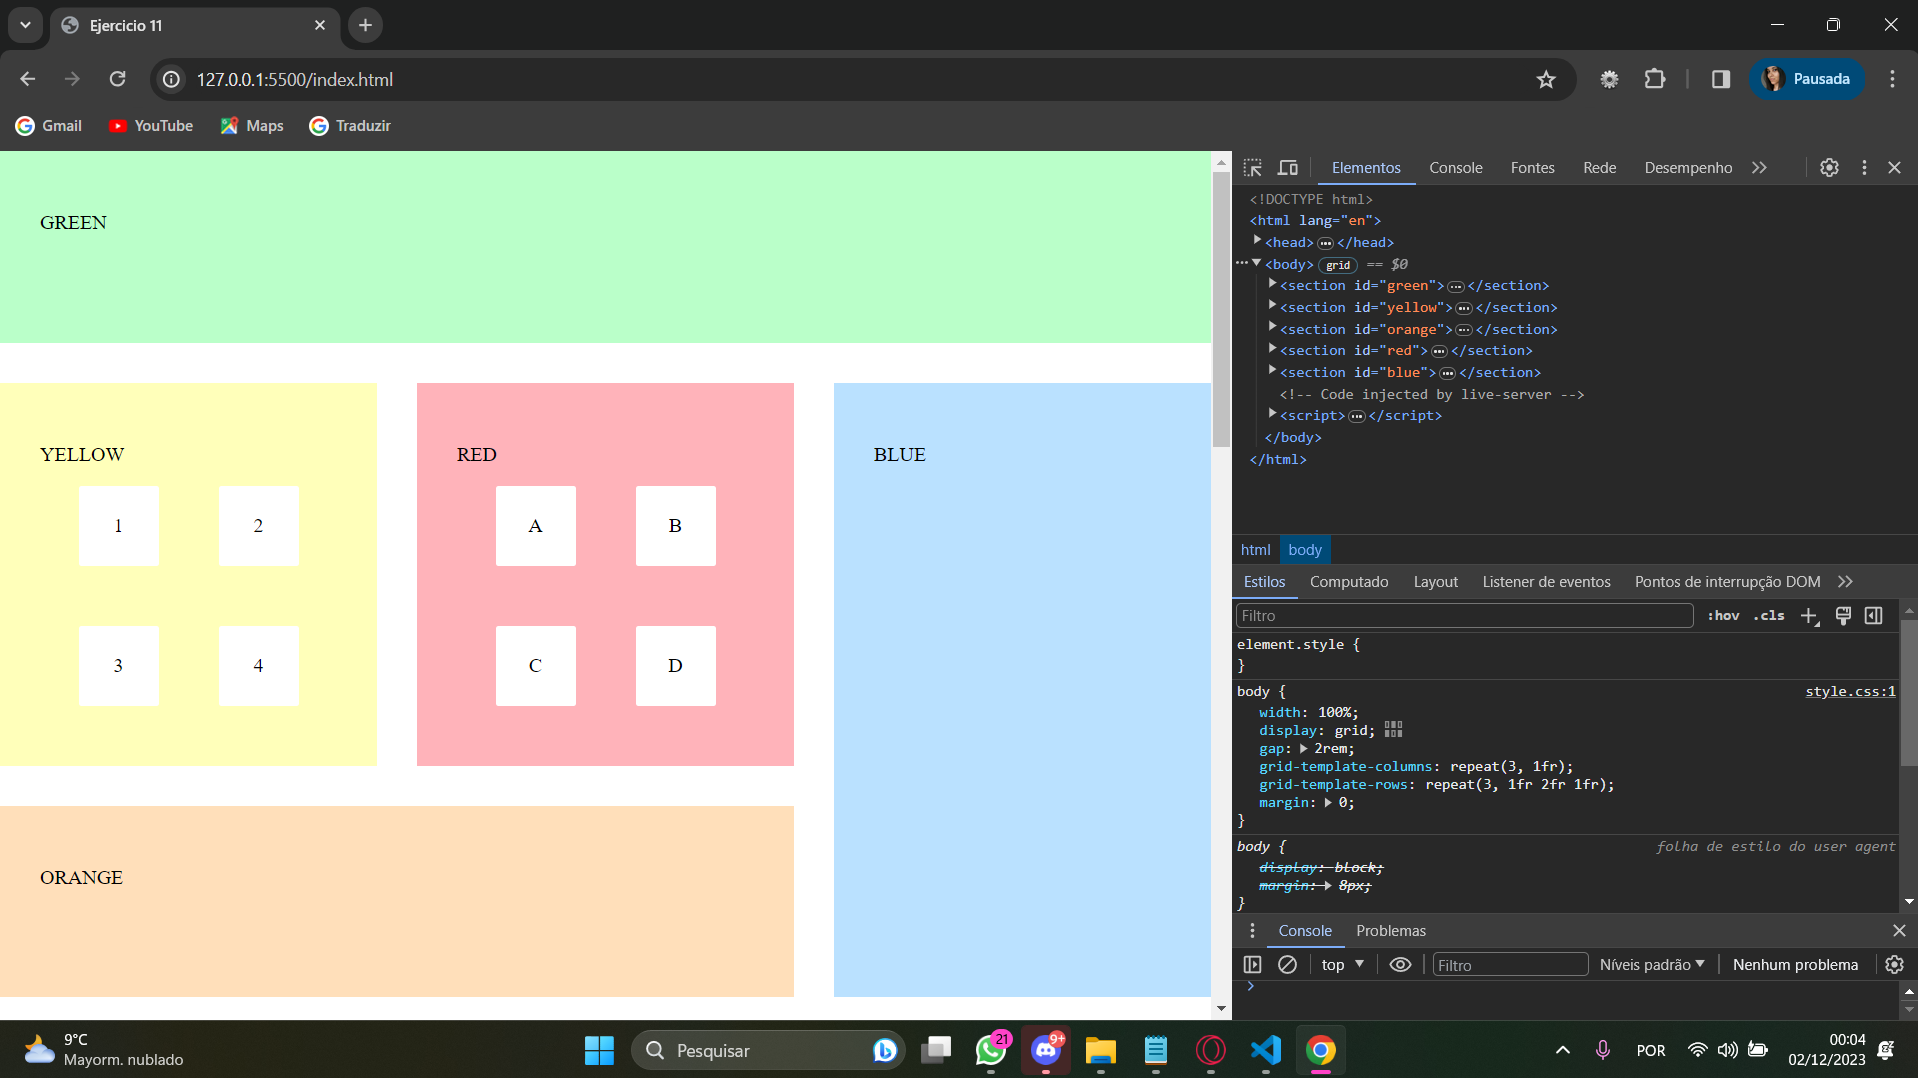 Ejercicio 11
127.0.0.1:5500/index.html
Pausada
Gmail
YouTube
Maps
Traduzir
GREEN
YELLOW
1
2
3
4
RED
A
B
C
D
BLUE
ORANGE
Elementos
Console
Fontes
Rede
Desempenho
<!DOCTYPE html>
<html lang="en">
<head>…</head>
<body> grid == $0
<section id="green">…</section>
<section id="yellow">…</section>
<section id="orange">…</section>
<section id="red">…</section>
<section id="blue">…</section>
<!-- Code injected by live-server -->
<script>…</script>
</body>
</html>
html
body
Estilos
Computado
Layout
Listener de eventos
Pontos de interrupção DOM
Filtro
:hov
.cls
element.style {
}
body {
style.css:1
width: 100%;
display: grid;
gap: 2rem;
grid-template-columns: repeat(3, 1fr);
grid-template-rows: repeat(3, 1fr 2fr 1fr);
margin: 0;
}
body {
folha de estilo do user agent
display: block;
margin: 8px;
}
Console
Problemas
top
Filtro
Níveis padrão
Nenhum problema
9°C
Mayorm. nublado
Pesquisar
21
9+
POR
00:04
02/12/2023